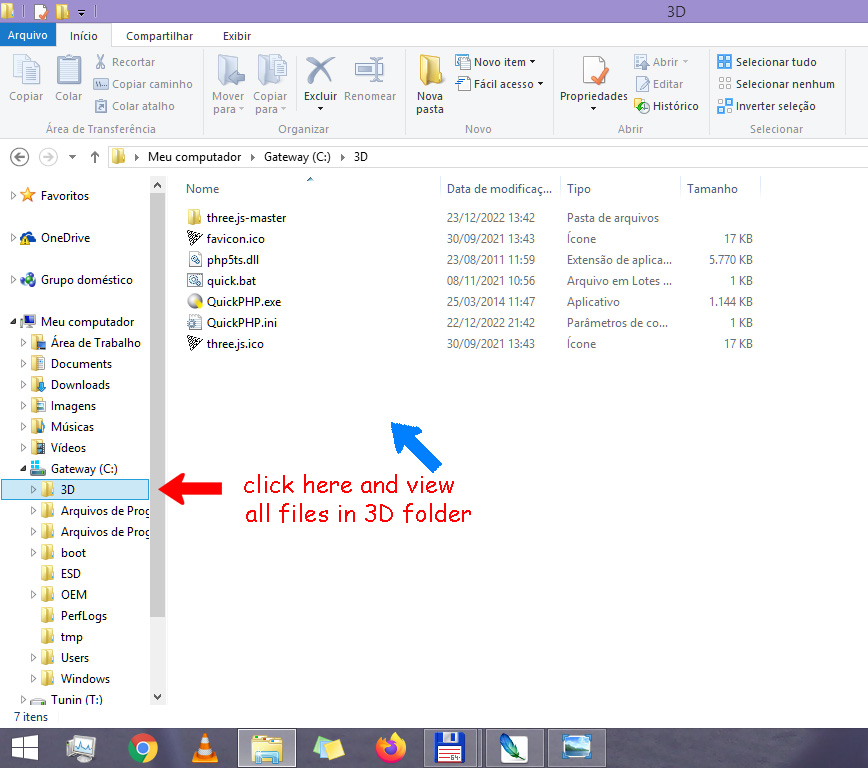 3D
Arquivo
Início
Compartilhar
Exibir
Copiar
Colar
Recortar
Copiar caminho
Colar atalho
Área de Transferência
Mover para
Copiar para
Excluir
Renomear
Organizar
Nova pasta
Novo item
Fácil acesso
Novo
Propriedades
Abrir
Editar
Histórico
Abrir
Selecionar tudo
Selecionar nenhum
Inverter seleção
Selecionar
Meu computador
Gateway (C:)
3D
Favoritos
OneDrive
Grupo doméstico
Meu computador
Área de Trabalho
Documents
Downloads
Imagens
Músicas
Vídeos
Gateway (C:)
3D
Arquivos de Prog
Arquivos de Prog
boot
ESD
OEM
PerfLogs
tmp
Users
Windows
Tunin (T:)
Nome Data de modificaç... Tipo Tamanho
three.js-master 23/12/2022 13:42 Pasta de arquivos
favicon.ico 30/09/2021 13:43 Ícone 17 KB
php5ts.dll 23/08/2011 11:59 Extensão de aplica... 5.770 KB
quick.bat 08/11/2021 10:56 Arquivo em Lotes ... 1 KB
QuickPHP.exe 25/03/2014 11:47 Aplicativo 1.144 KB
QuickPHP.ini 22/12/2022 21:42 Parâmetros de co... 1 KB
three.js.ico 30/09/2021 13:43 Ícone 17 KB
click here and view
all files in 3D folder
7 itens
64